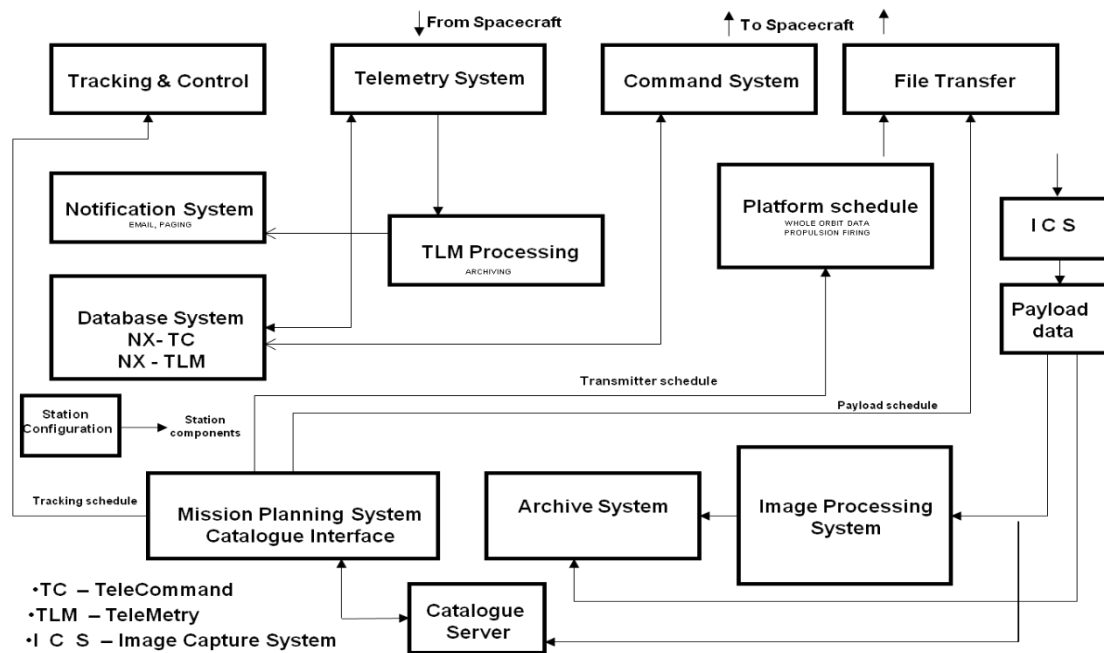 From Spacecraft
To Spacecraft
Tracking & Control
Telemetry System
Command System
File Transfer
Notification System
EMAIL, PAGING
TLM Processing
ARCHIVING
Platform schedule
WHOLE ORBIT DATA
PROPULSION FIRING
I C S
Payload
data
Database System
NX- TC
NX - TLM
Transmitter schedule
Payload schedule
Station
Configuration
Station
components
Tracking schedule
Mission Planning System
Catalogue Interface
Archive System
Image Processing
System
Catalogue
Server
•TC – TeleCommand
•TLM – TeleMetry
•I C S – Image Capture System